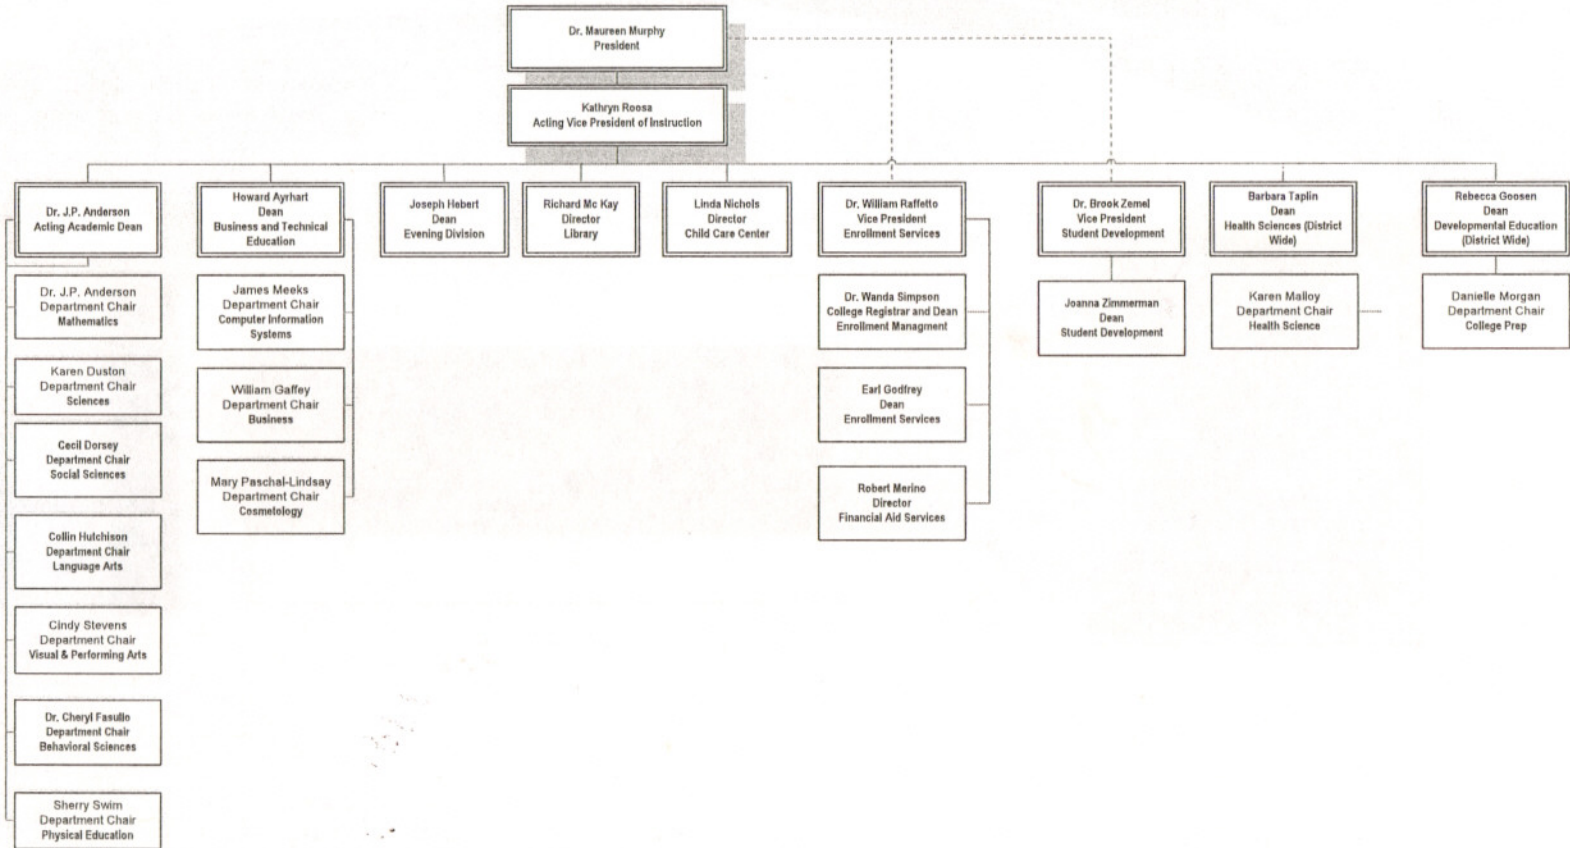 Dr. Maureen Murphy
President
Kathryn Roosa
Acting Vice President of Instruction
Dr. J.P. Anderson
Acting Academic Dean
Howard Ayrhart
Dean
Business and Technical
Education
Joseph Hebert
Dean
Evening Division
Richard Mc Kay
Director
Library
Linda Nichols
Director
Child Care Center
Dr. William Raffetto
Vice President
Enrollment Services
Dr. Brook Zemel
Vice President
Student Development
Barbara Taplin
Dean
Health Sciences (District
Wide)
Rebecca Goosen
Dean
Developmental Education
(District Wide)
Dr. J.P. Anderson
Department Chair
Mathematics
Karen Duston
Department Chair
Sciences
Cecil Dorsey
Department Chair
Social Sciences
Collin Hutchison
Department Chair
Language Arts
Cindy Stevens
Department Chair
Visual & Performing Arts
Dr. Cheryl Fasullo
Department Chair
Behavioral Sciences
Sherry Swim
Department Chair
Physical Education
James Meeks
Department Chair
Computer Information
Systems
William Gaffey
Department Chair
Business
Mary Paschal-Lindsay
Department Chair
Cosmetology
Dr. Wanda Simpson
College Registrar and Dean
Enrollment Managment
Earl Godfrey
Dean
Enrollment Services
Robert Merino
Director
Financial Aid Services
Joanna Zimmerman
Dean
Student Development
Karen Malloy
Department Chair
Health Science
Danielle Morgan
Department Chair
College Prep